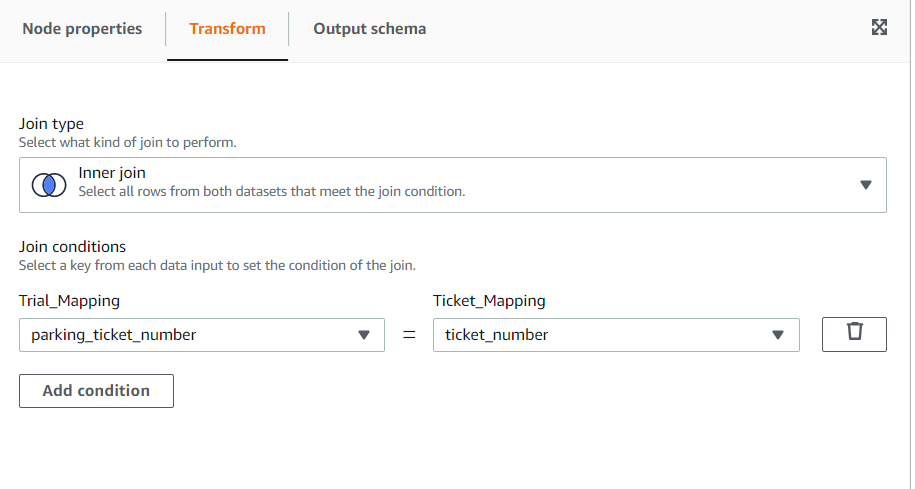 Node properties
Transform
Output schema
Join type
Select what kind of join to perform.
Inner join
Select all rows from both datasets that meet the join condition.
Join conditions
Select a key from each data input to set the condition of the join.
Trial_Mapping
Ticket_Mapping
parking_ticket_number
=
ticket_number
Add condition